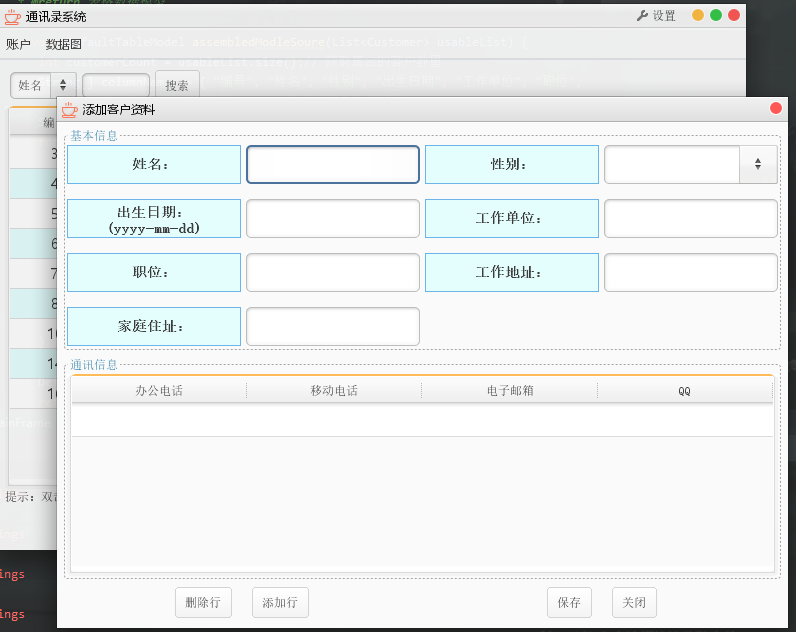 通讯录系统
设置
账户 数据图
姓名
搜索
添加客户资料
基本信息
姓名：
性别：
出生日期：
(yyyy-mm-dd)
工作单位：
职位：
工作地址：
家庭住址：
通讯信息
办公电话 移动电话 电子邮箱 QQ
删除行 添加行 保存 关闭
编
3
4
5
6
7
8
提示：双
ings
ings